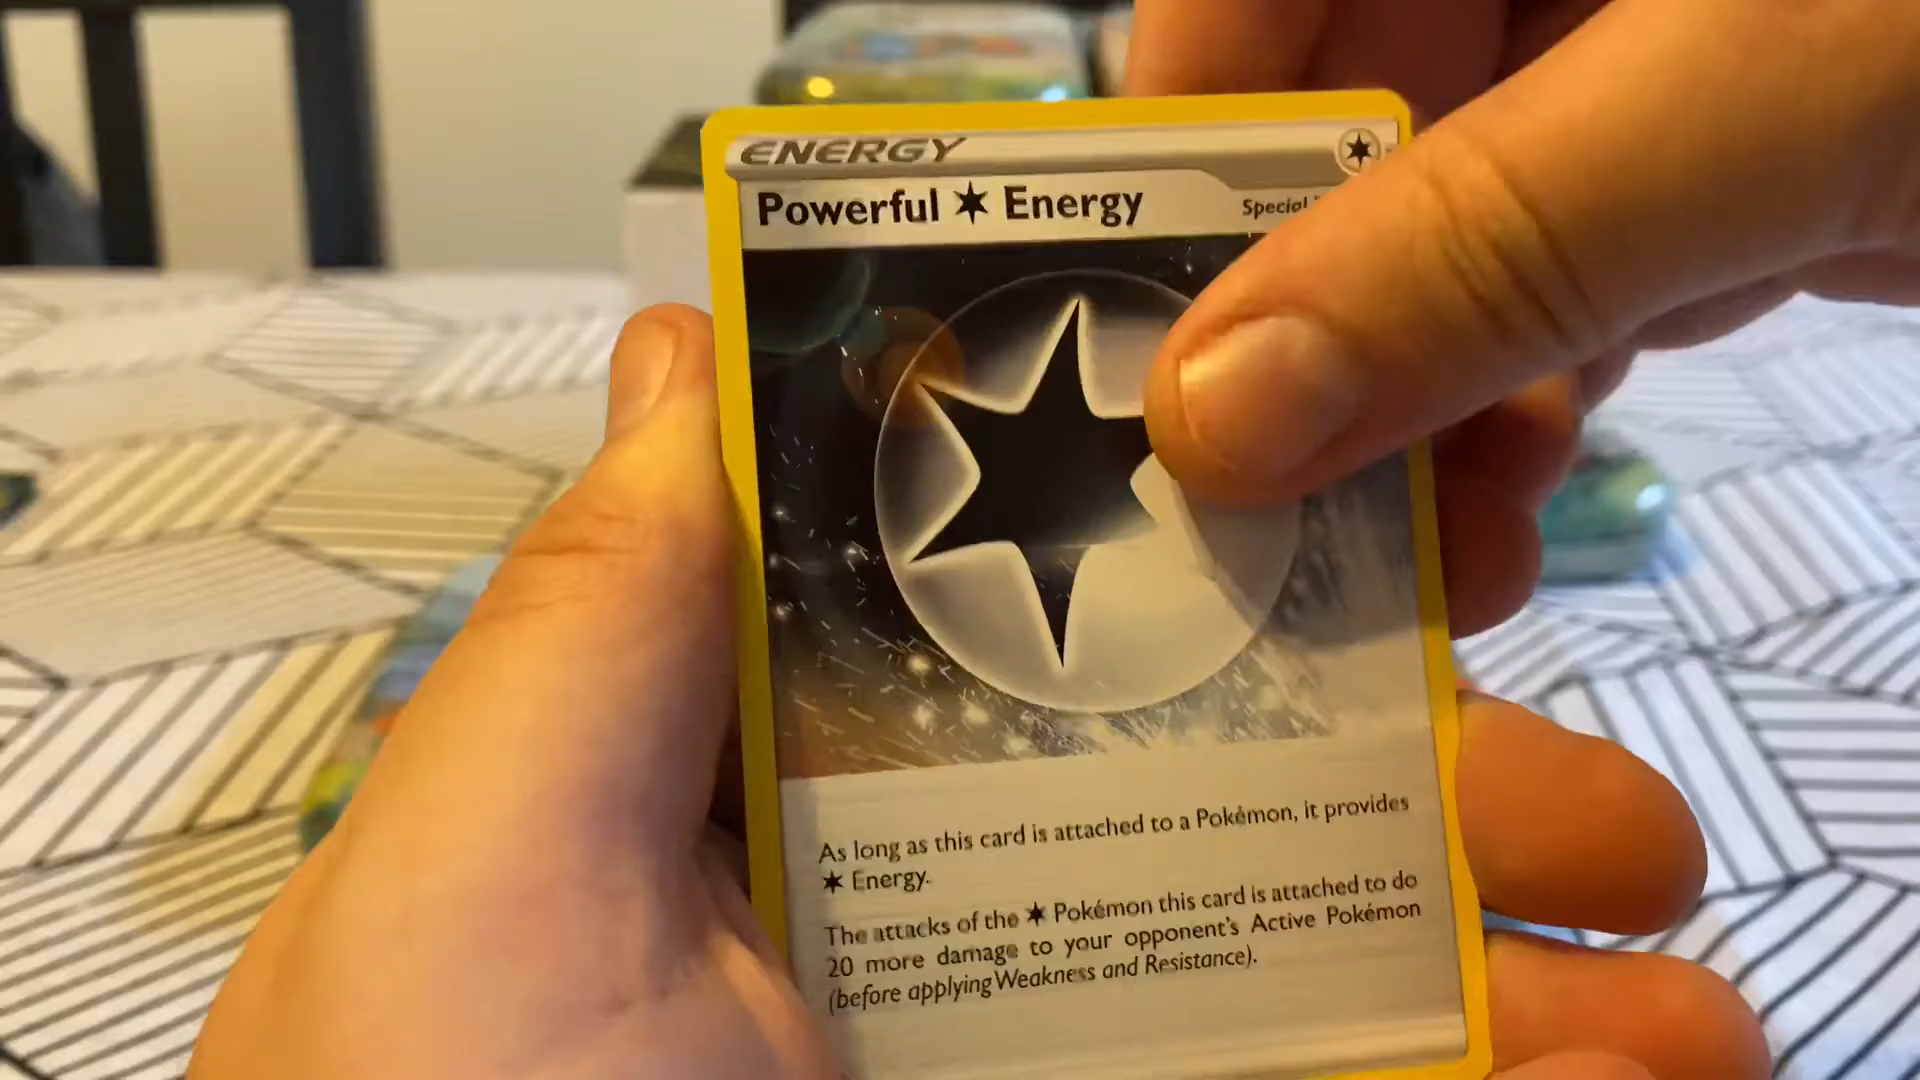 ENERGY
Powerful ✶ Energy
Special
As long as this card is attached to a Pokémon, it provides
✶ Energy.
The attacks of the ✶ Pokémon this card is attached to do
20 more damage to your opponent's Active Pokémon
(before applying Weakness and Resistance).